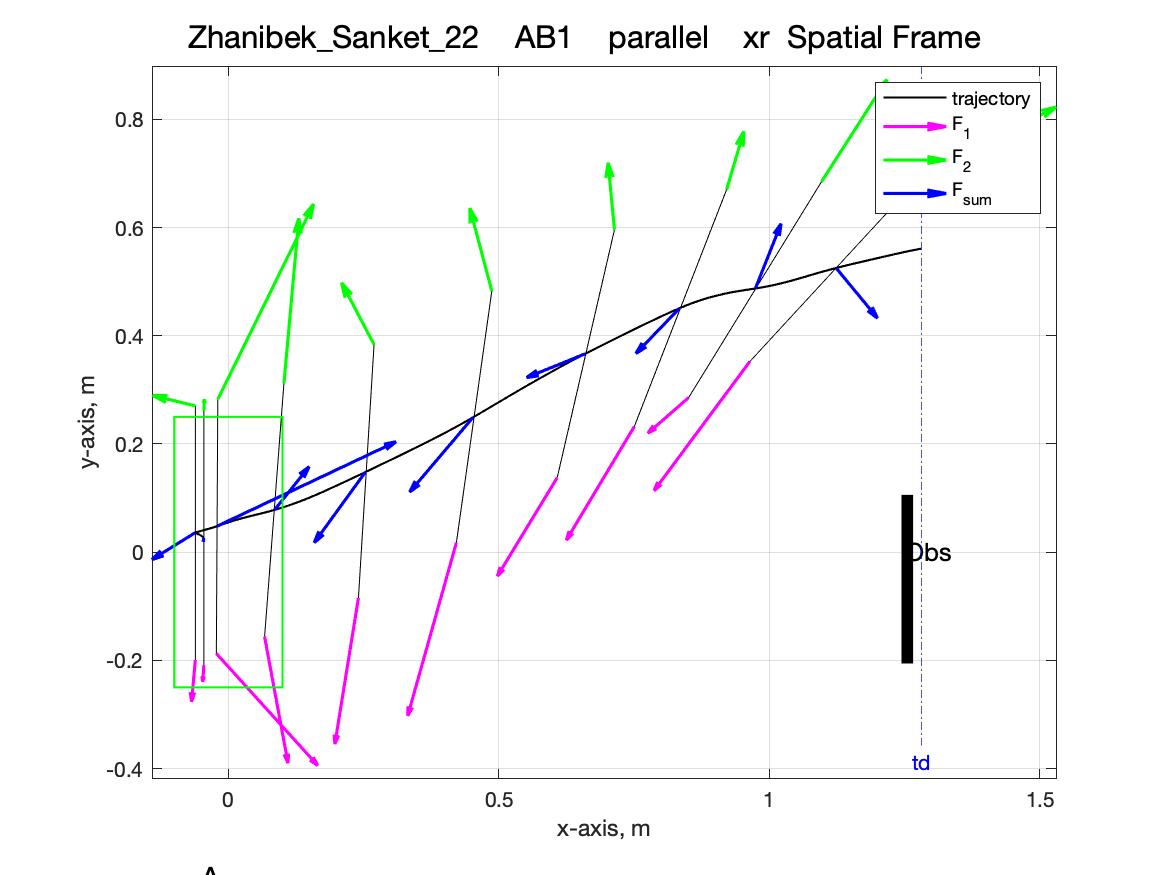 Zhanibek_Sanket_22 AB1 parallel xr Spatial Frame
trajectory
F1
F2
Fsum
0.8
0.6
0.4
0.2
0
-0.2
-0.4
y-axis, m
Obs
td
0 0.5 1 1.5
x-axis, m